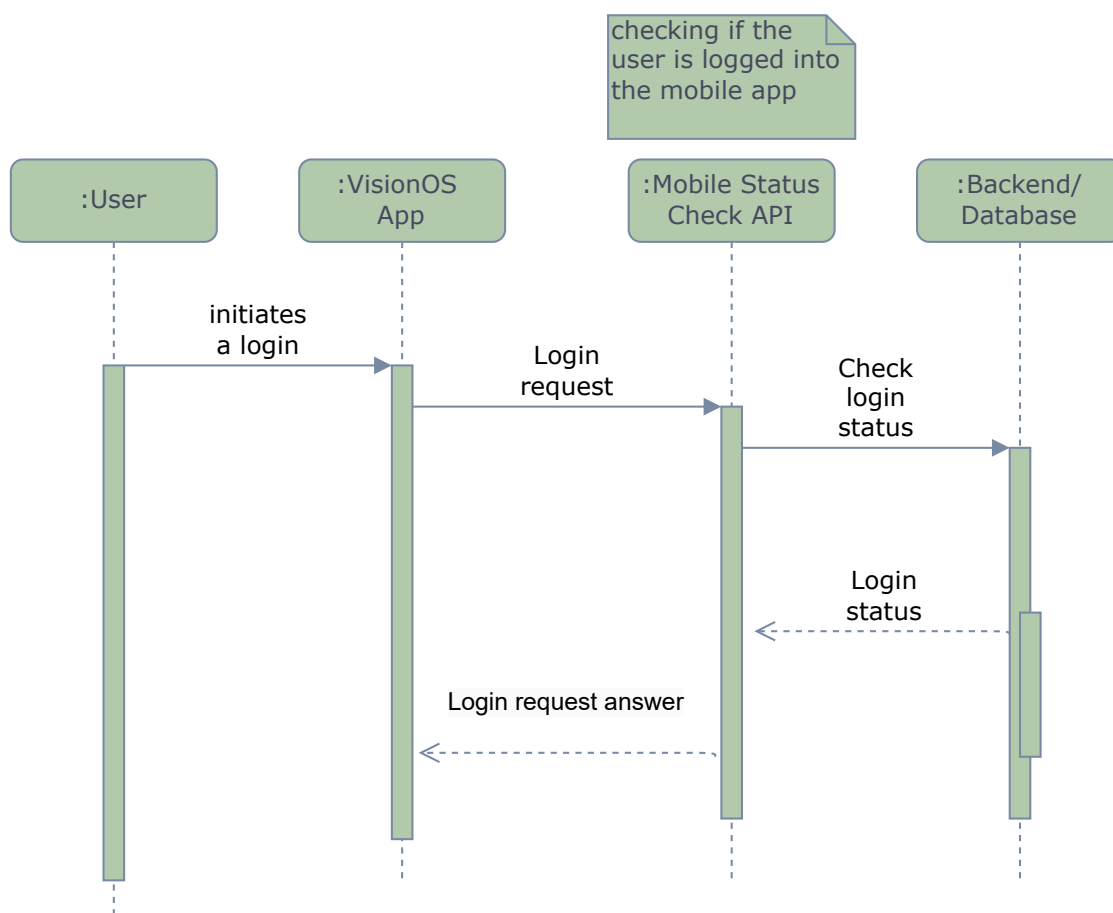 checking if the
user is logged into
the mobile app
:User
:VisionOS
App
:Mobile Status
Check API
:Backend/
Database
initiates
a login
Login
request
Check
login
status
Login
status
Login request answer